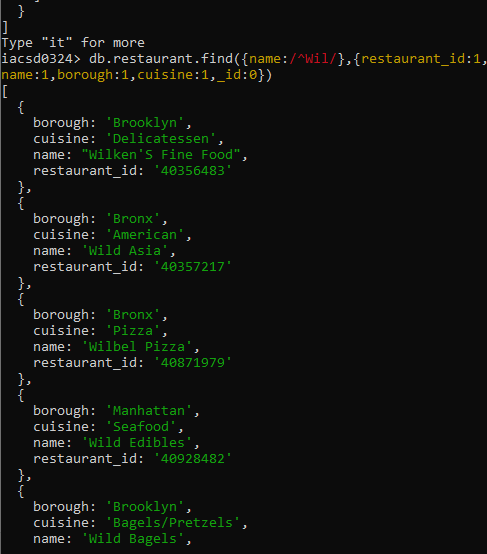 }
]
Type "it" for more
iacsd0324> db.restaurant.find({name:/^Wil/},{restaurant_id:1,
name:1,borough:1,cuisine:1,_id:0})
[
  {
    borough: 'Brooklyn',
    cuisine: 'Delicatessen',
    name: "Wilken'S Fine Food",
    restaurant_id: '40356483'
  },
  {
    borough: 'Bronx',
    cuisine: 'American',
    name: 'Wild Asia',
    restaurant_id: '40357217'
  },
  {
    borough: 'Bronx',
    cuisine: 'Pizza',
    name: 'Wilbel Pizza',
    restaurant_id: '40871979'
  },
  {
    borough: 'Manhattan',
    cuisine: 'Seafood',
    name: 'Wild Edibles',
    restaurant_id: '40928482'
  },
  {
    borough: 'Brooklyn',
    cuisine: 'Bagels/Pretzels',
    name: 'Wild Bagels',